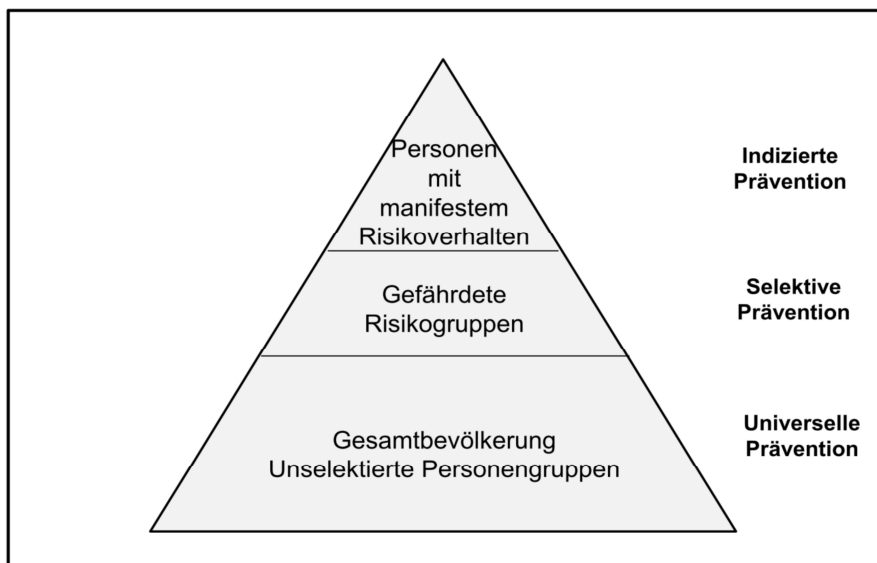 Personen
mit
manifestem
Risikoverhalten
Indizierte
Prävention
Gefährdete
Risikogruppen
Selektive
Prävention
Gesamtbevölkerung
Unselektierte Personengruppen
Universelle
Prävention